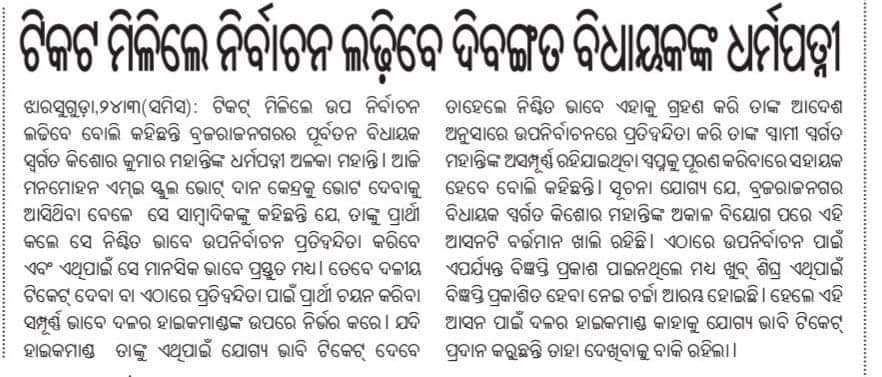 ଟିକଟ ମିଳିଲେ ନିର୍ବାଚନ ଲଢ଼ିବେ ଦିବଙ୍ଗତ ବିଧାୟକଙ୍କ ଧର୍ମପତ୍ନୀ
ଝାରସୁଗୁଡ଼ା,୨୪।୩(ସମିସ): ଟିକଟ୍ ମିଳିଲେ ଉପ ନିର୍ବାଚନ
ଲଢିବେ ବୋଲି କହିଛନ୍ତି ବ୍ରଜରାଜନଗରର ପୂର୍ବତନ ବିଧାୟକ
ସ୍ୱର୍ଗତ କିଶୋର କୁମାର ମହାନ୍ତିଙ୍କ ଧର୍ମପତ୍ନୀ ଅଳକା ମହାନ୍ତି। ଆଜି
ମନମୋହନ ଏମ୍ଇ ସ୍କୁଲ ଭୋଟ୍ ଦାନ କେନ୍ଦ୍ରକୁ ଭୋଟ ଦେବାକୁ
ଆସିଥିବା ବେଳେ ସେ ସାମ୍ବାଦିକଙ୍କୁ କହିଛନ୍ତି ଯେ, ତାଙ୍କୁ ପ୍ରାର୍ଥୀ
କଲେ ସେ ନିଶ୍ଚିତ ଭାବେ ଉପନିର୍ବାଚନ ପ୍ରତିଦ୍ୱନ୍ଦିତା କରିବେ
ଏବଂ ଏଥିପାଇଁ ସେ ମାନସିକ ଭାବେ ପ୍ରସ୍ତୁତ ମଧ୍ୟ। ତେବେ ଦଳୀୟ
ଟିକେଟ୍ ଦେବା ବା ଏଠାରେ ପ୍ରତିଦ୍ୱନ୍ଦିତା ପାଇଁ ପ୍ରାର୍ଥୀ ଚୟନ କରିବା
ସମ୍ପୂର୍ଣ୍ଣ ଭାବେ ଦଳର ହାଇକମାଣ୍ଡଙ୍କ ଉପରେ ନିର୍ଭର କରେ। ଯଦି
ହାଇକମାଣ୍ଡ ତାଙ୍କୁ ଏଥିପାଇଁ ଯୋଗ୍ୟ ଭାବି ଟିକେଟ୍ ଦେବେ
ତାହେଲେ ନିଶ୍ଚିତ ଭାବେ ଏହାକୁ ଗ୍ରହଣ କରି ତାଙ୍କ ଆଦେଶ
ଅନୁସାରେ ଉପନିର୍ବାଚନରେ ପ୍ରତିଦ୍ୱନ୍ଦିତା କରି ତାଙ୍କ ସ୍ୱାମୀ ସ୍ୱର୍ଗତ
ମହାନ୍ତିଙ୍କ ଅସମ୍ପୂର୍ଣ୍ଣ ରହିଯାଇଥିବା ସ୍ୱପ୍ନକୁ ପୂରଣ କରିବାରେ ସହାୟକ
ହେବେ ବୋଲି କହିଛନ୍ତି। ସୂଚନା ଯୋଗ୍ୟ ଯେ, ବ୍ରଜରାଜନଗର
ବିଧାୟକ ସ୍ୱର୍ଗତ କିଶୋର ମହାନ୍ତିଙ୍କ ଅକାଳ ବିୟୋଗ ପରେ ଏହି
ଆସନଟି ବର୍ତ୍ତମାନ ଖାଲି ରହିଛି। ଏଠାରେ ଉପନିର୍ବାଚନ ପାଇଁ
ଏପର୍ଯ୍ୟନ୍ତ ବିଜ୍ଞପ୍ତି ପ୍ରକାଶ ପାଇନଥିଲେ ମଧ୍ୟ ଖୁବ୍ ଶିଘ୍ର ଏଥିପାଇଁ
ବିଜ୍ଞପ୍ତି ପ୍ରକାଶିତ ହେବା ନେଇ ଚର୍ଚ୍ଚା ଆରମ୍ଭ ହୋଇଛି। ହେଲେ ଏହି
ଆସନ ପାଇଁ ଦଳର ହାଇକମାଣ୍ଡ କାହାକୁ ଯୋଗ୍ୟ ଭାବି ଟିକେଟ୍
ପ୍ରଦାନ କରୁଛନ୍ତି ତାହା ଦେଖିବାକୁ ବାକି ରହିଲା।